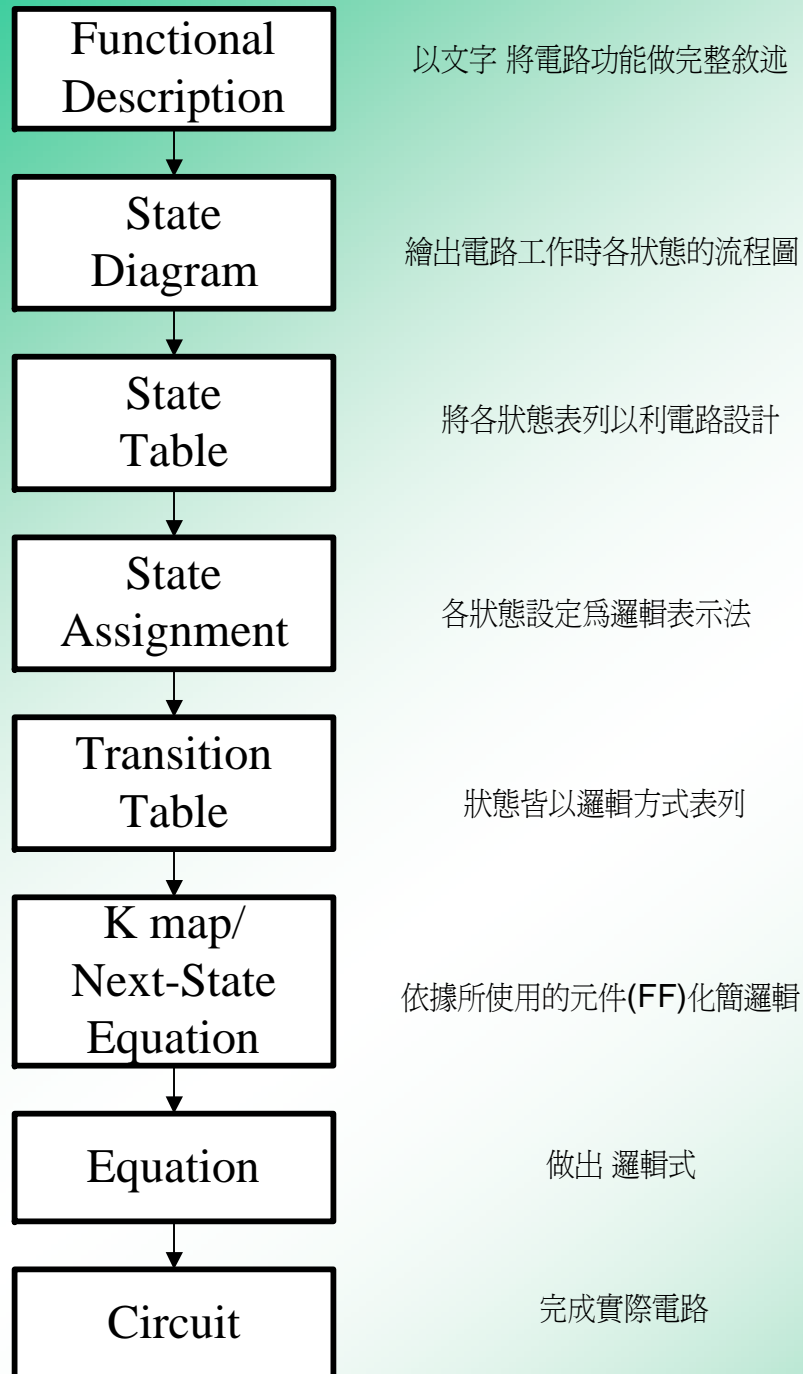 Functional
Description
以文字 將電路功能做完整敘述
State
Diagram
繪出電路工作時各狀態的流程圖
State
Table
將各狀態表列以利電路設計
State
Assignment
各狀態設定爲邏輯表示法
Transition
Table
狀態皆以邏輯方式表列
K map/
Next-State
Equation
依據所使用的元件(FF)化簡邏輯
Equation
做出 邏輯式
Circuit
完成實際電路